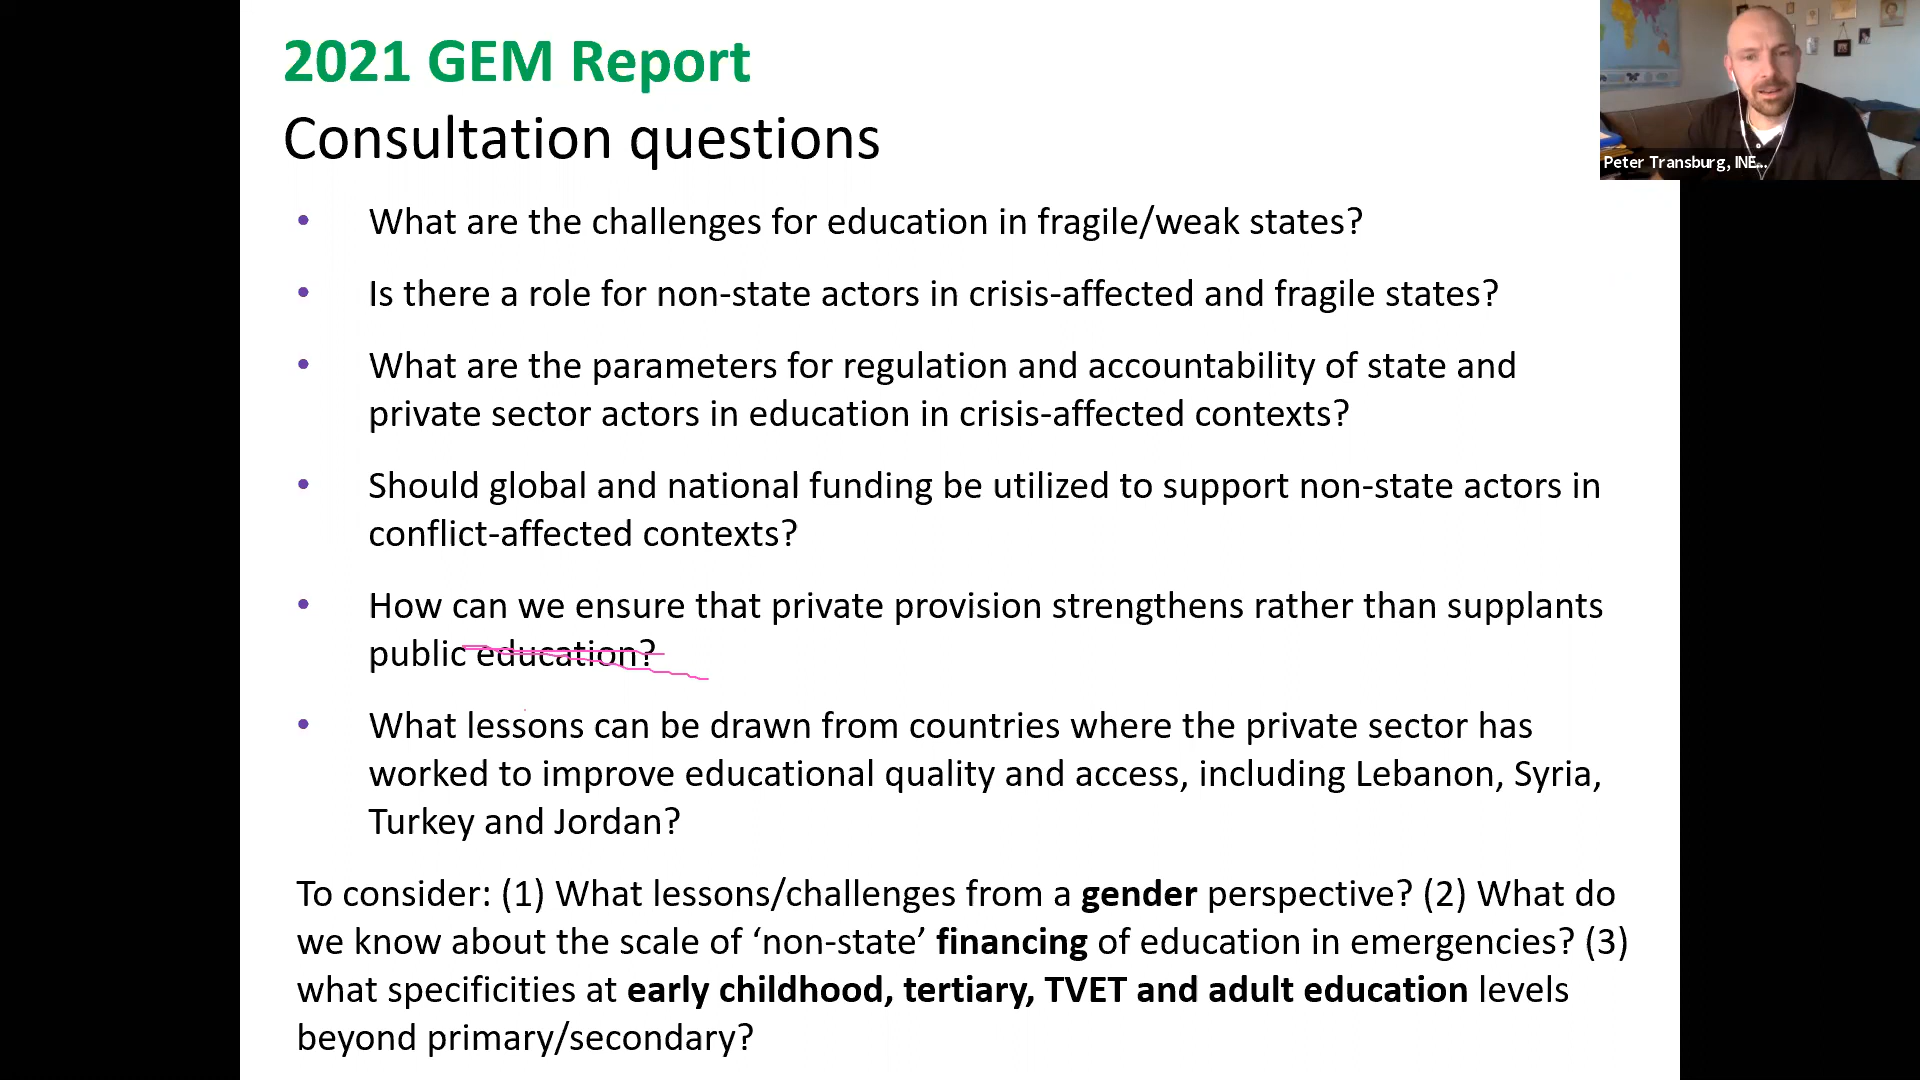 2021 GEM Report
Consultation questions
Peter Transburg, INE...
• What are the challenges for education in fragile/weak states?
• Is there a role for non-state actors in crisis-affected and fragile states?
• What are the parameters for regulation and accountability of state and
private sector actors in education in crisis-affected contexts?
• Should global and national funding be utilized to support non-state actors in
conflict-affected contexts?
• How can we ensure that private provision strengthens rather than supplants
public education?
• What lessons can be drawn from countries where the private sector has
worked to improve educational quality and access, including Lebanon, Syria,
Turkey and Jordan?
To consider: (1) What lessons/challenges from a gender perspective? (2) What do
we know about the scale of ‘non-state’ financing of education in emergencies? (3)
what specificities at early childhood, tertiary, TVET and adult education levels
beyond primary/secondary?